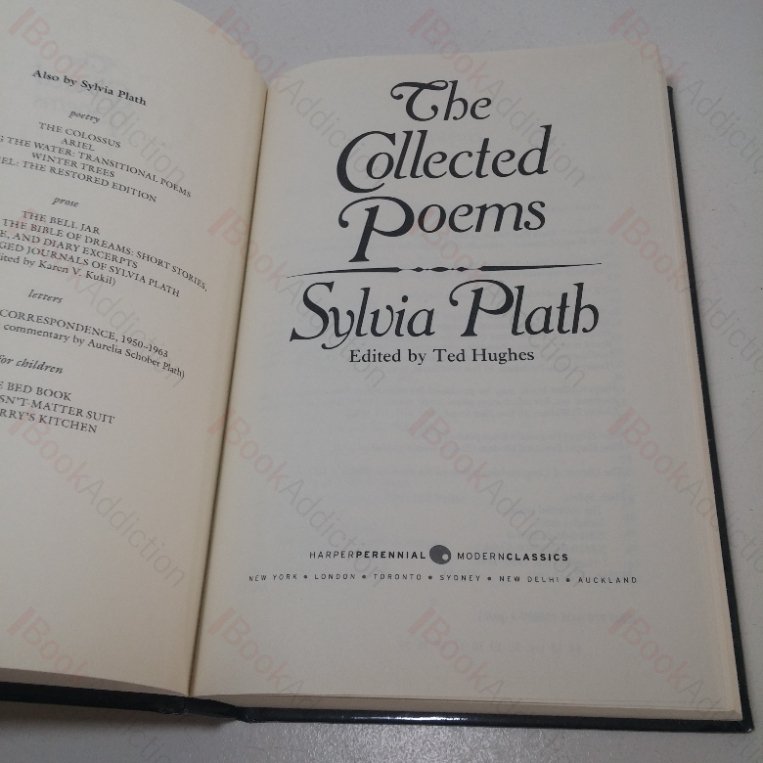 Also by Sylvia Plath
poetry
THE COLOSSUS
ARIEL
THE WATER: TRANSITIONAL POEMS
WINTER TREES
THE RESTORED EDITION
prose
THE BELL JAR
THE BIBLE OF DREAMS: SHORT STORIES,
AND DIARY EXCERPTS
JOURNALS OF SYLVIA PLATH
by Karen V. Kukil)
letters
CORRESPONDENCE, 1950–1963
commentary by Aurelia Schober Plath)
for children
BED BOOK
MATTER SUIT
KITCHEN
The
Collected
Poems
Sylvia Plath
Edited by Ted Hughes
HARPERPERENNIAL MODERNCLASSICS
NEW YORK • LONDON • TORONTO • SYDNEY • NEW DELHI • AUCKLAND
BookAddiction